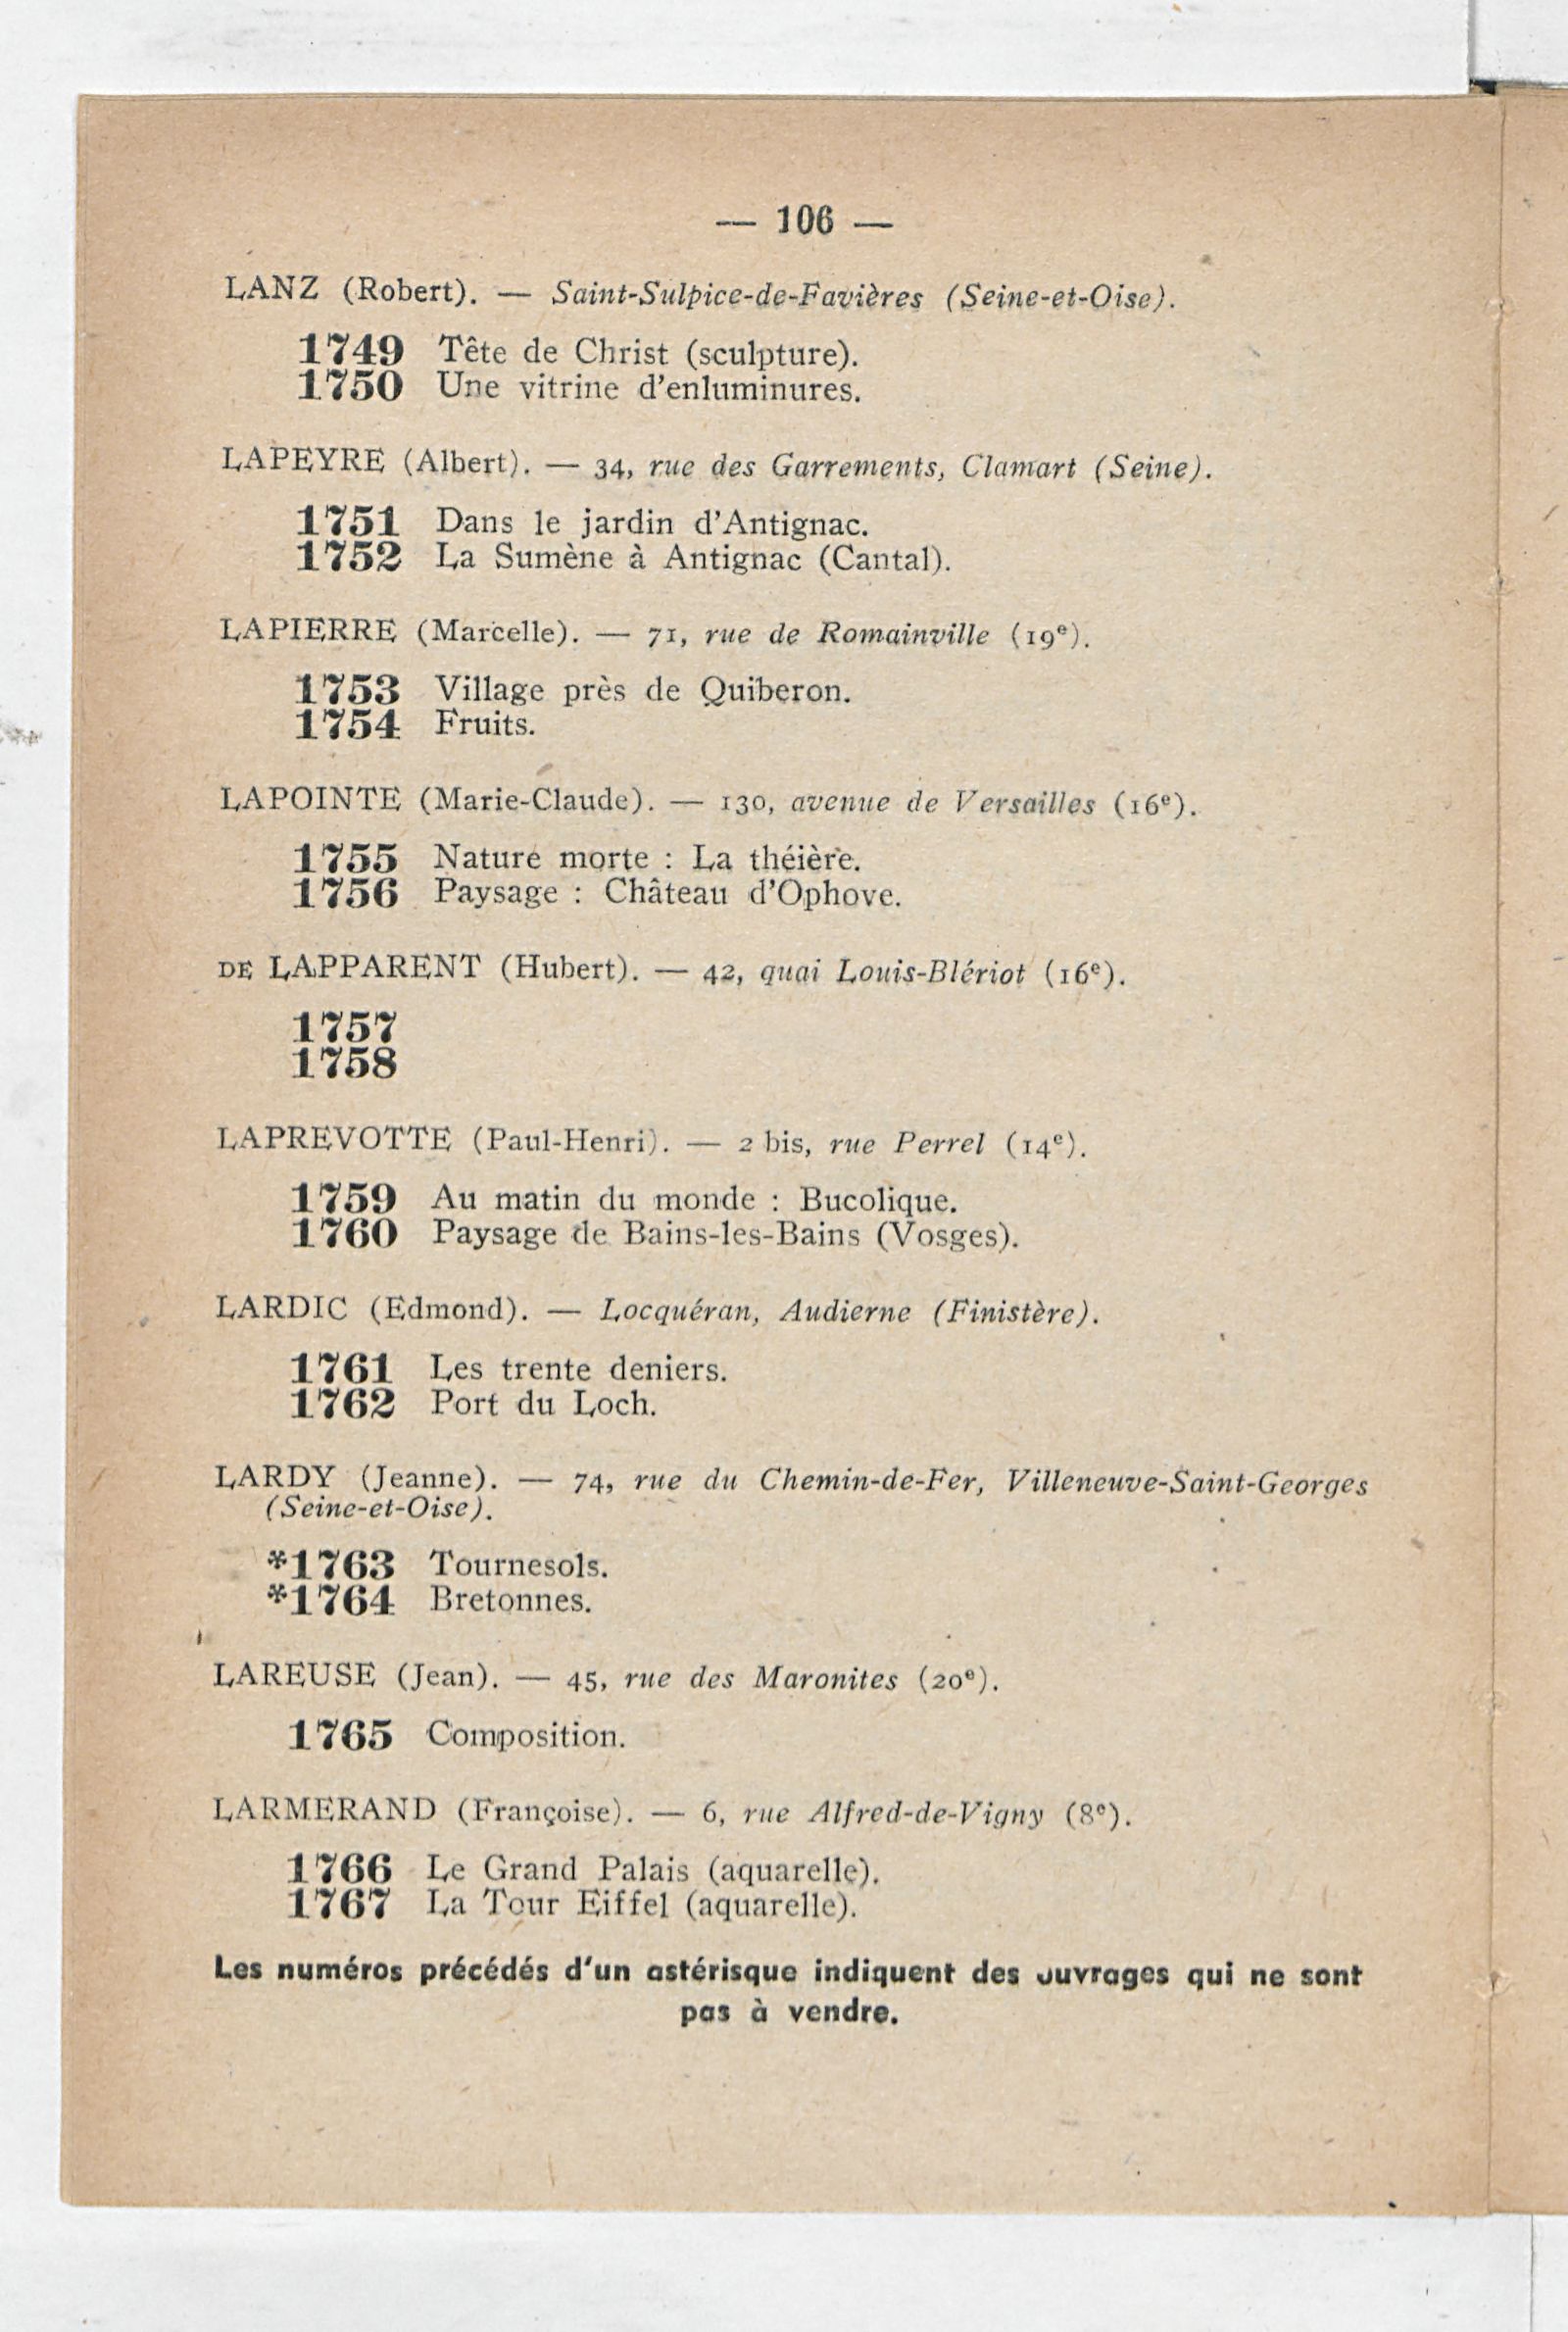 — 106 —
LANZ (Robert). — Saint-Sulpice-de-Favières (Seine-et-Oise).
1749 Tête de Christ (sculpture).
1750 Une vitrine d'enluminures.
LAPEYRE (Albert). — 34, rue des Garrements, Clamart (Seine).
1751 Dans le jardin d'Antignac.
1752 La Sumène à Antignac (Cantal).
LAPIERRE (Marcelle). — 71, rue de Romainville (19e).
1753 Village près de Quiberon.
1754 Fruits.
LAPOINTE (Marie-Claude). — 130, avenue de Versailles (16e).
1755 Nature morte : La théière.
1756 Paysage : Château d'Ophove.
DE LAPPARENT (Hubert). — 42, quai Louis-Blériot (16e).
1757
1758
LAPREVOTTE (Paul-Henri). — 2 bis, rue Perrel (14e).
1759 Au matin du monde : Bucolique.
1760 Paysage de Bains-les-Bains (Vosges).
LARDIC (Edmond). — Locquéran, Audierne (Finistère).
1761 Les trente deniers.
1762 Port du Loch.
LARDY (Jeanne). — 74, rue du Chemin-de-Fer, Villeneuve-Saint-Georges
(Seine-et-Oise).
*1763 Tournesols.
*1764 Bretonnes.
LAREUSE (Jean). — 45, rue des Maronites (20e).
1765 Composition.
LARMERAND (Françoise). — 6, rue Alfred-de-Vigny (8e).
1766 Le Grand Palais (aquarelle).
1767 La Tour Eiffel (aquarelle).
Les numéros précédés d'un astérisque indiquent des ouvrages qui ne sont
pas à vendre.